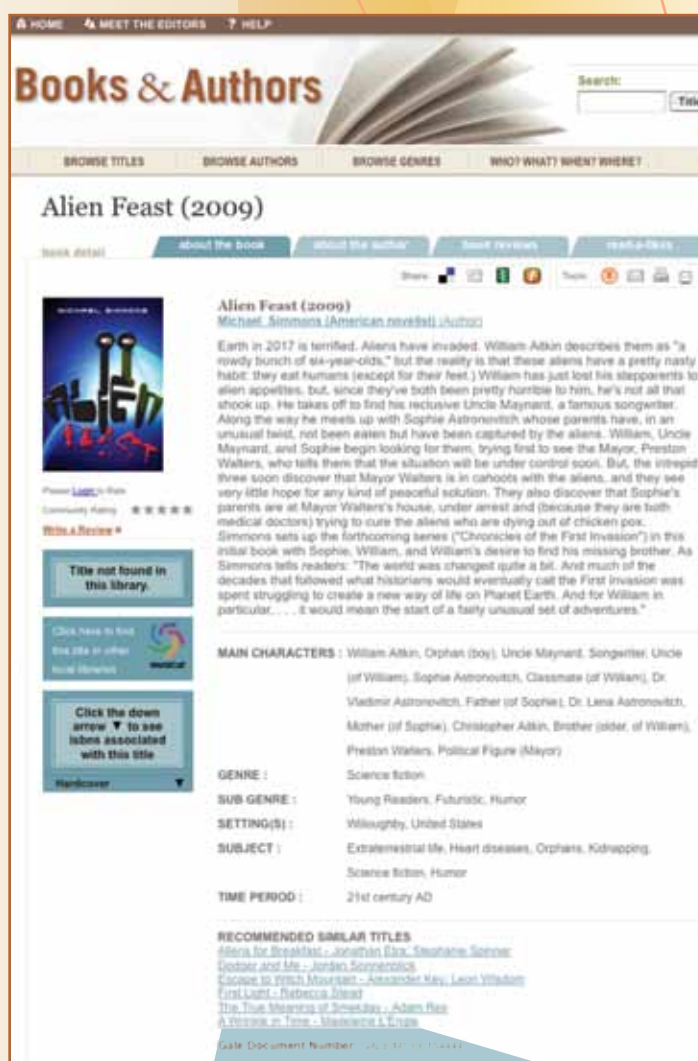 HOME MEET THE EDITORS ? HELP
Books & Authors
Search:
BROWSE TITLES BROWSE AUTHORS BROWSE GENRES WHO? WHAT? WHEN? WHERE?
Alien Feast (2009)
book detail about the book about the author book reviews read-a-likes
Share: Tools:
MICHAEL SIMMONS
ALIEN
FEAST
Please Login to Rate
Community Rating
Write a Review
Title not found in
this library.
Click here to find
this title in other
local libraries
Click the down
arrow ▼ to see
isbns associated
with this title
Hardcover ▼
Alien Feast (2009)
Michael Simmons (American novelist) (Author)
Earth in 2017 is terrified. Aliens have invaded. William Aitkin describes them as "a
rowdy bunch of six-year-olds," but the reality is that these aliens have a pretty nasty
habit: they eat humans (except for their feet.) William has just lost his stepparents to
alien appetites, but, since they've both been pretty horrible to him, he's not all that
shook up. He takes off to find his reclusive Uncle Maynard, a famous songwriter.
Along the way he meets up with Sophie Astronovitch whose parents have, in an
unusual twist, not been eaten but have been captured by the aliens. William, Uncle
Maynard, and Sophie begin looking for them, trying first to see the Mayor, Preston
Walters, who tells them that the situation will be under control soon. But, the intrepid
three soon discover that Mayor Walters is in cahoots with the aliens, and they see
very little hope for any kind of peaceful solution. They also discover that Sophie's
parents are at Mayor Walters's house, under arrest and (because they are both
medical doctors) trying to cure the aliens who are dying out of chicken pox.
Simmons sets up the forthcoming series ("Chronicles of the First Invasion") in this
initial book with Sophie, William, and William's desire to find his missing brother. As
Simmons tells readers: "The world was changed quite a bit. And much of the
decades that followed what historians would eventually call the First Invasion was
spent struggling to create a new way of life on Planet Earth. And for William in
particular, . . . it would mean the start of a fairly unusual set of adventures."
MAIN CHARACTERS : William Aitkin, Orphan (boy); Uncle Maynard, Songwriter, Uncle
(of William); Sophie Astronovitch, Classmate (of William); Dr.
Vladimir Astronovitch, Father (of Sophie); Dr. Lena Astronovitch,
Mother (of Sophie); Christopher Aitkin, Brother (older, of William);
Preston Walters, Political Figure (Mayor)
GENRE : Science fiction
SUB GENRE : Young Readers, Futuristic, Humor
SETTING(S) : Willoughby, United States
SUBJECT : Extraterrestrial life, Heart diseases, Orphans, Kidnapping,
Science fiction, Humor
TIME PERIOD : 21st century AD
RECOMMENDED SIMILAR TITLES
Aliens for Breakfast - Jonathan Etra; Stephanie Spinner
Dodger and Me - Jordan Sonnenblick
Escape to Witch Mountain - Alexander Key; Leon Wisdom
First Light - Rebecca Stead
The True Meaning of Smekday - Adam Rex
A Wrinkle in Time - Madeleine L'Engle
Gale Document Number